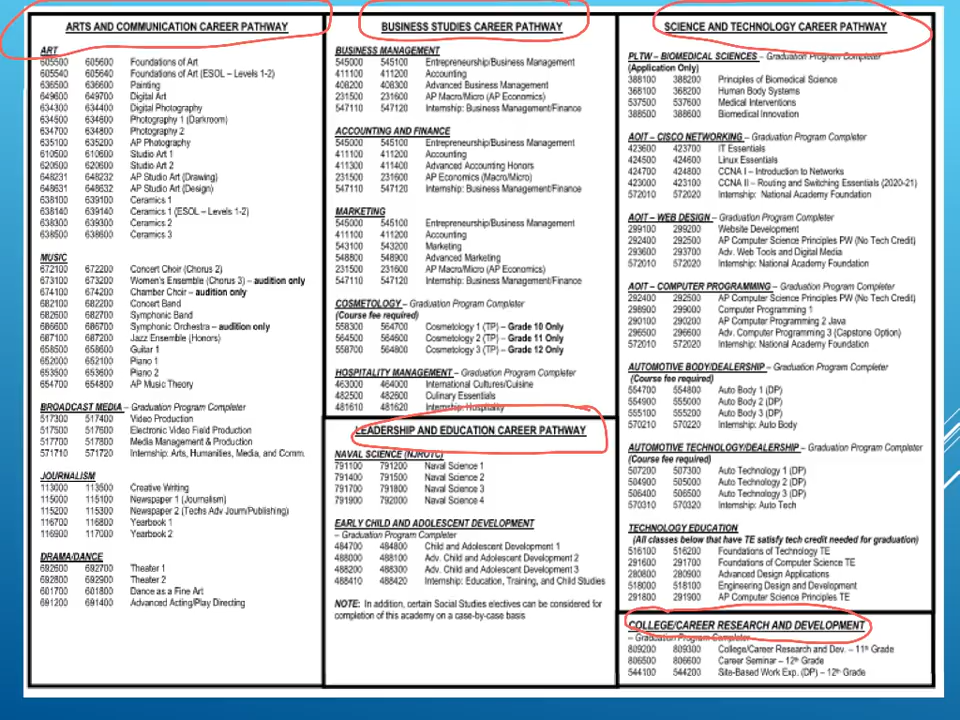 ARTS AND COMMUNICATION CAREER PATHWAY
ART
605500 605600 Foundations of Art
605540 605640 Foundations of Art (ESOL – Levels 1-2)
636500 636600 Painting
649600 649700 Digital Art
634300 634400 Digital Photography
634500 634600 Photography 1 (Darkroom)
634700 634800 Photography 2
635100 635200 AP Photography
610500 610600 Studio Art 1
620500 620600 Studio Art 2
648231 648232 AP Studio Art (Drawing)
648631 648632 AP Studio Art (Design)
638100 639100 Ceramics 1
638140 639140 Ceramics 1 (ESOL – Levels 1-2)
638300 639300 Ceramics 2
638500 638600 Ceramics 3
MUSIC
672100 672200 Concert Choir (Chorus 2)
673100 673200 Women's Ensemble (Chorus 3) – audition only
674100 674200 Chamber Choir – audition only
682100 682200 Concert Band
682600 682700 Symphonic Band
686600 686700 Symphonic Orchestra – audition only
687100 687200 Jazz Ensemble (Honors)
658500 658600 Guitar 1
652000 652100 Piano 1
653500 653600 Piano 2
654700 654800 AP Music Theory
BROADCAST MEDIA – Graduation Program Completer
517300 517400 Video Production
517500 517600 Electronic Video Field Production
517700 517800 Media Management & Production
571710 571720 Internship: Arts, Humanities, Media, and Comm.
JOURNALISM
113000 113500 Creative Writing
115000 115100 Newspaper 1 (Journalism)
115200 115300 Newspaper 2 (Techs Adv Journ/Publishing)
116700 116800 Yearbook 1
116900 117000 Yearbook 2
DRAMA/DANCE
692600 692700 Theater 1
692800 692900 Theater 2
601700 601800 Dance as a Fine Art
691200 691400 Advanced Acting/Play Directing
BUSINESS STUDIES CAREER PATHWAY
BUSINESS MANAGEMENT
545000 545100 Entrepreneurship/Business Management
411100 411200 Accounting
408200 408300 Advanced Business Management
231500 231600 AP Macro/Micro (AP Economics)
547110 547120 Internship: Business Management/Finance
ACCOUNTING AND FINANCE
545000 545100 Entrepreneurship/Business Management
411100 411200 Accounting
411300 411400 Advanced Accounting Honors
231500 231600 AP Economics (Macro/Micro)
547110 547120 Internship: Business Management/Finance
MARKETING
545000 545100 Entrepreneurship/Business Management
411100 411200 Accounting
543100 543200 Marketing
548800 548900 Advanced Marketing
231500 231600 AP Macro/Micro (AP Economics)
547110 547120 Internship: Business Management/Finance
COSMETOLOGY – Graduation Program Completer
(Course fee required)
558300 564700 Cosmetology 1 (TP) – Grade 10 Only
564500 564600 Cosmetology 2 (TP) – Grade 11 Only
558700 564800 Cosmetology 3 (TP) – Grade 12 Only
HOSPITALITY MANAGEMENT – Graduation Program Completer
463000 464000 International Cultures/Cuisine
482500 482600 Culinary Essentials
481610 481620 Internship: Hospitality
LEADERSHIP AND EDUCATION CAREER PATHWAY
NAVAL SCIENCE (NJROTC)
791100 791200 Naval Science 1
791400 791500 Naval Science 2
791700 791800 Naval Science 3
791900 792000 Naval Science 4
EARLY CHILD AND ADOLESCENT DEVELOPMENT
– Graduation Program Completer
484700 484800 Child and Adolescent Development 1
488000 488100 Adv. Child and Adolescent Development 2
488200 488300 Adv. Child and Adolescent Development 3
488410 488420 Internship: Education, Training, and Child Studies
NOTE: In addition, certain Social Studies electives can be considered for
completion of this academy on a case-by-case basis
SCIENCE AND TECHNOLOGY CAREER PATHWAY
PLTW – BIOMEDICAL SCIENCES - Graduation Program Completer
(Application Only)
388100 388200 Principles of Biomedical Science
368100 368200 Human Body Systems
537500 537600 Medical Interventions
388500 388600 Biomedical Innovation
AOIT – CISCO NETWORKING – Graduation Program Completer
423600 423700 IT Essentials
424500 424600 Linux Essentials
424700 424800 CCNA I – Introduction to Networks
423000 423100 CCNA II – Routing and Switching Essentials (2020-21)
572010 572020 Internship: National Academy Foundation
AOIT – WEB DESIGN – Graduation Program Completer
299100 299200 Website Development
292400 292500 AP Computer Science Principles PW (No Tech Credit)
293600 293700 Adv. Web Tools and Digital Media
572010 572020 Internship: National Academy Foundation
AOIT – COMPUTER PROGRAMMING – Graduation Program Completer
292400 292500 AP Computer Science Principles PW (No Tech Credit)
298900 299000 Computer Programming 1
290100 290200 AP Computer Programming 2 Java
296500 296600 Adv. Computer Programming 3 (Capstone Option)
572010 572020 Internship: National Academy Foundation
AUTOMOTIVE BODY/DEALERSHIP – Graduation Program Completer
(Course fee required)
554700 554800 Auto Body 1 (DP)
554900 555000 Auto Body 2 (DP)
555100 555200 Auto Body 3 (DP)
570210 570220 Internship: Auto Body
AUTOMOTIVE TECHNOLOGY/DEALERSHIP – Graduation Program Completer
(Course fee required)
507200 507300 Auto Technology 1 (DP)
504900 505000 Auto Technology 2 (DP)
506400 506500 Auto Technology 3 (DP)
570310 570320 Internship: Auto Tech
TECHNOLOGY EDUCATION
(All classes below that have TE satisfy tech credit needed for graduation)
516100 516200 Foundations of Technology TE
291600 291700 Foundations of Computer Science TE
280800 280900 Advanced Design Applications
518000 518100 Engineering Design and Development
291800 291900 AP Computer Science Principles TE
COLLEGE/CAREER RESEARCH AND DEVELOPMENT
– Graduation Program Completer –
809200 809300 College/Career Research and Dev. – 11th Grade
806500 806600 Career Seminar – 12th Grade
544100 544200 Site-Based Work Exp. (DP) – 12th Grade